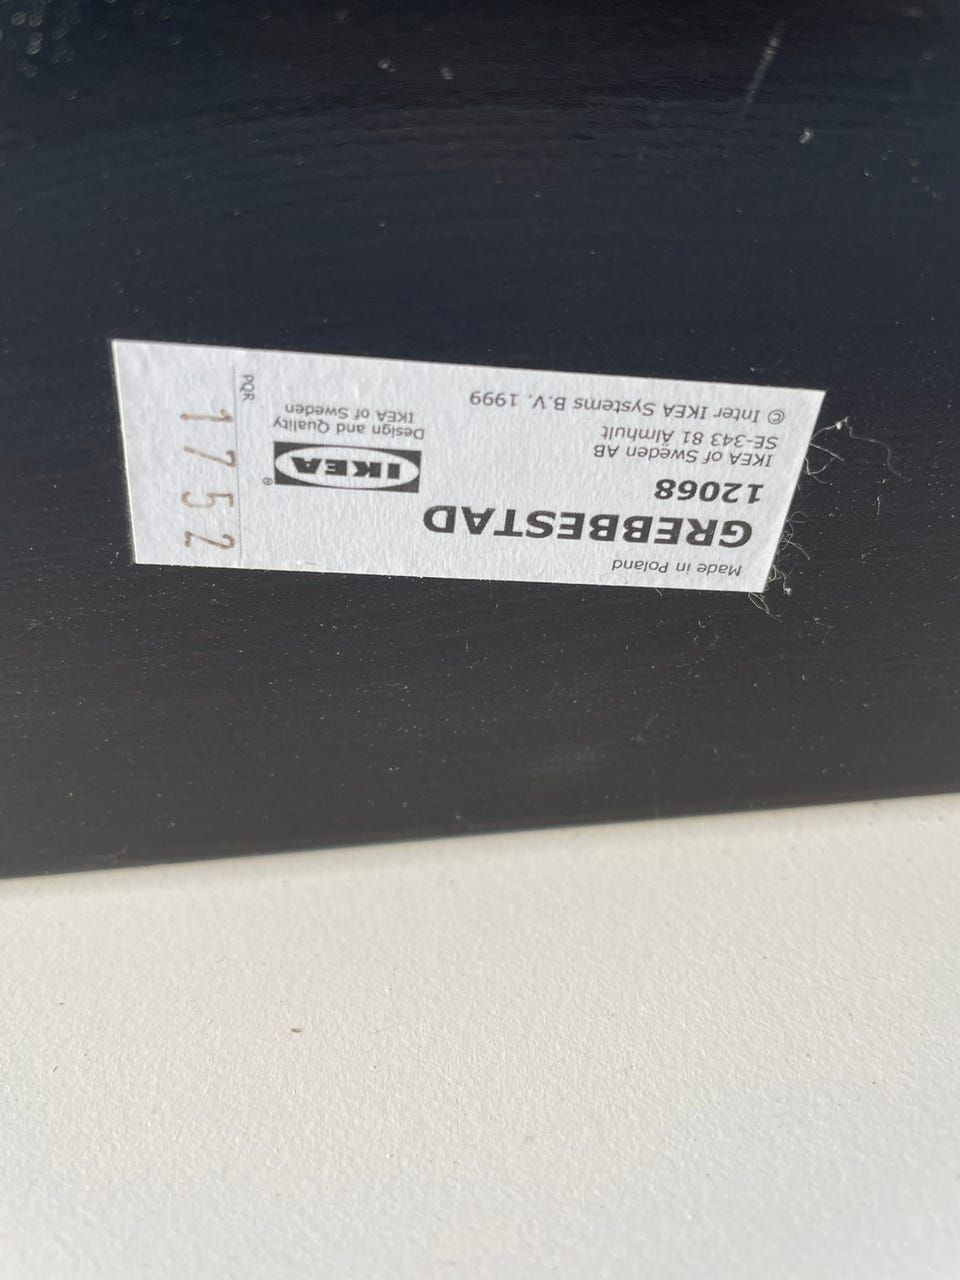 Made in Poland
GREBBESTAD
12068
IKEA of Sweden AB
SE-343 81 Älmhult
© Inter IKEA Systems B.V. 1999
IKEA®
Design and Quality
IKEA of Sweden
PQR
1752